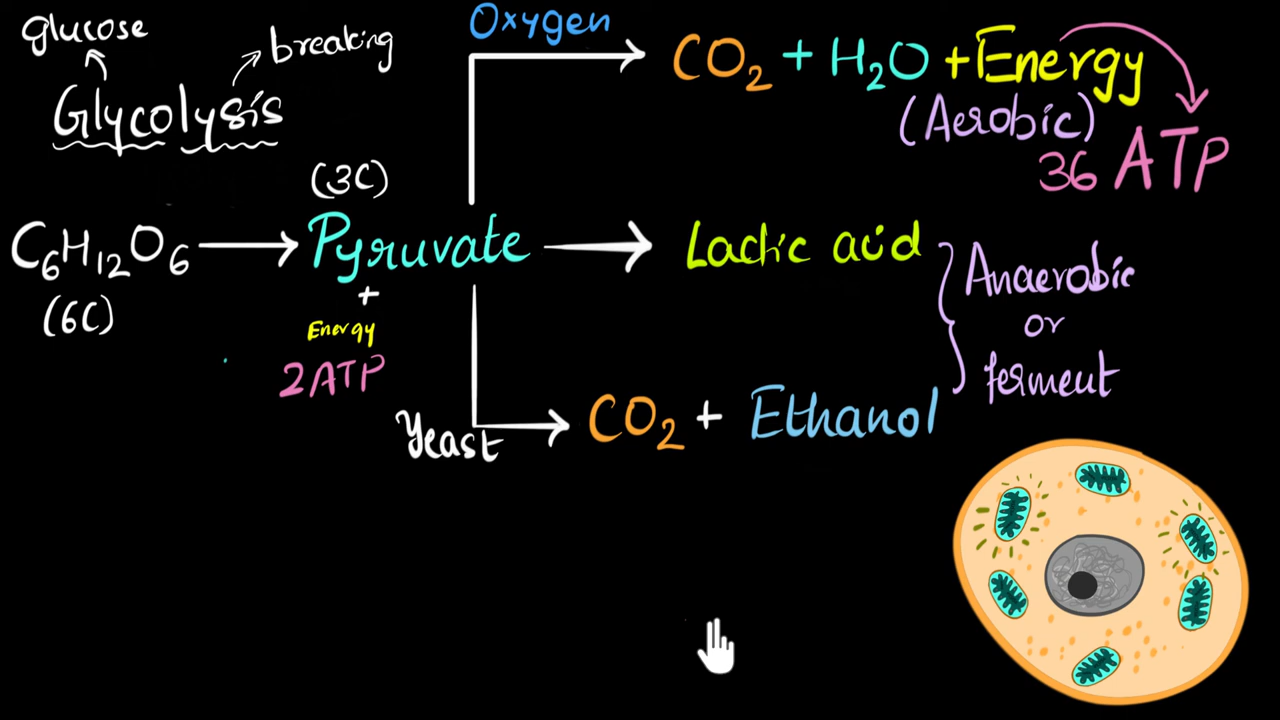 glucose
breaking
Glycolysis
Oxygen
CO2 + H2O + Energy
(Aerobic)
36 ATP
C6H12O6
(6C)
(3C)
Pyruvate
+
Energy
2ATP
Lactic acid
Anaerobic
or
ferment
Yeast
CO2 + Ethanol